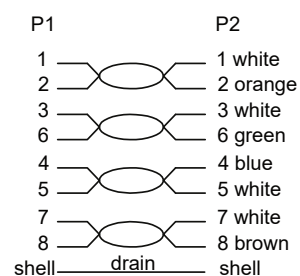 P1 P2
1 1 white
2 2 orange
3 3 white
6 6 green
4 4 blue
5 5 white
7 7 white
8 8 brown
shell drain shell